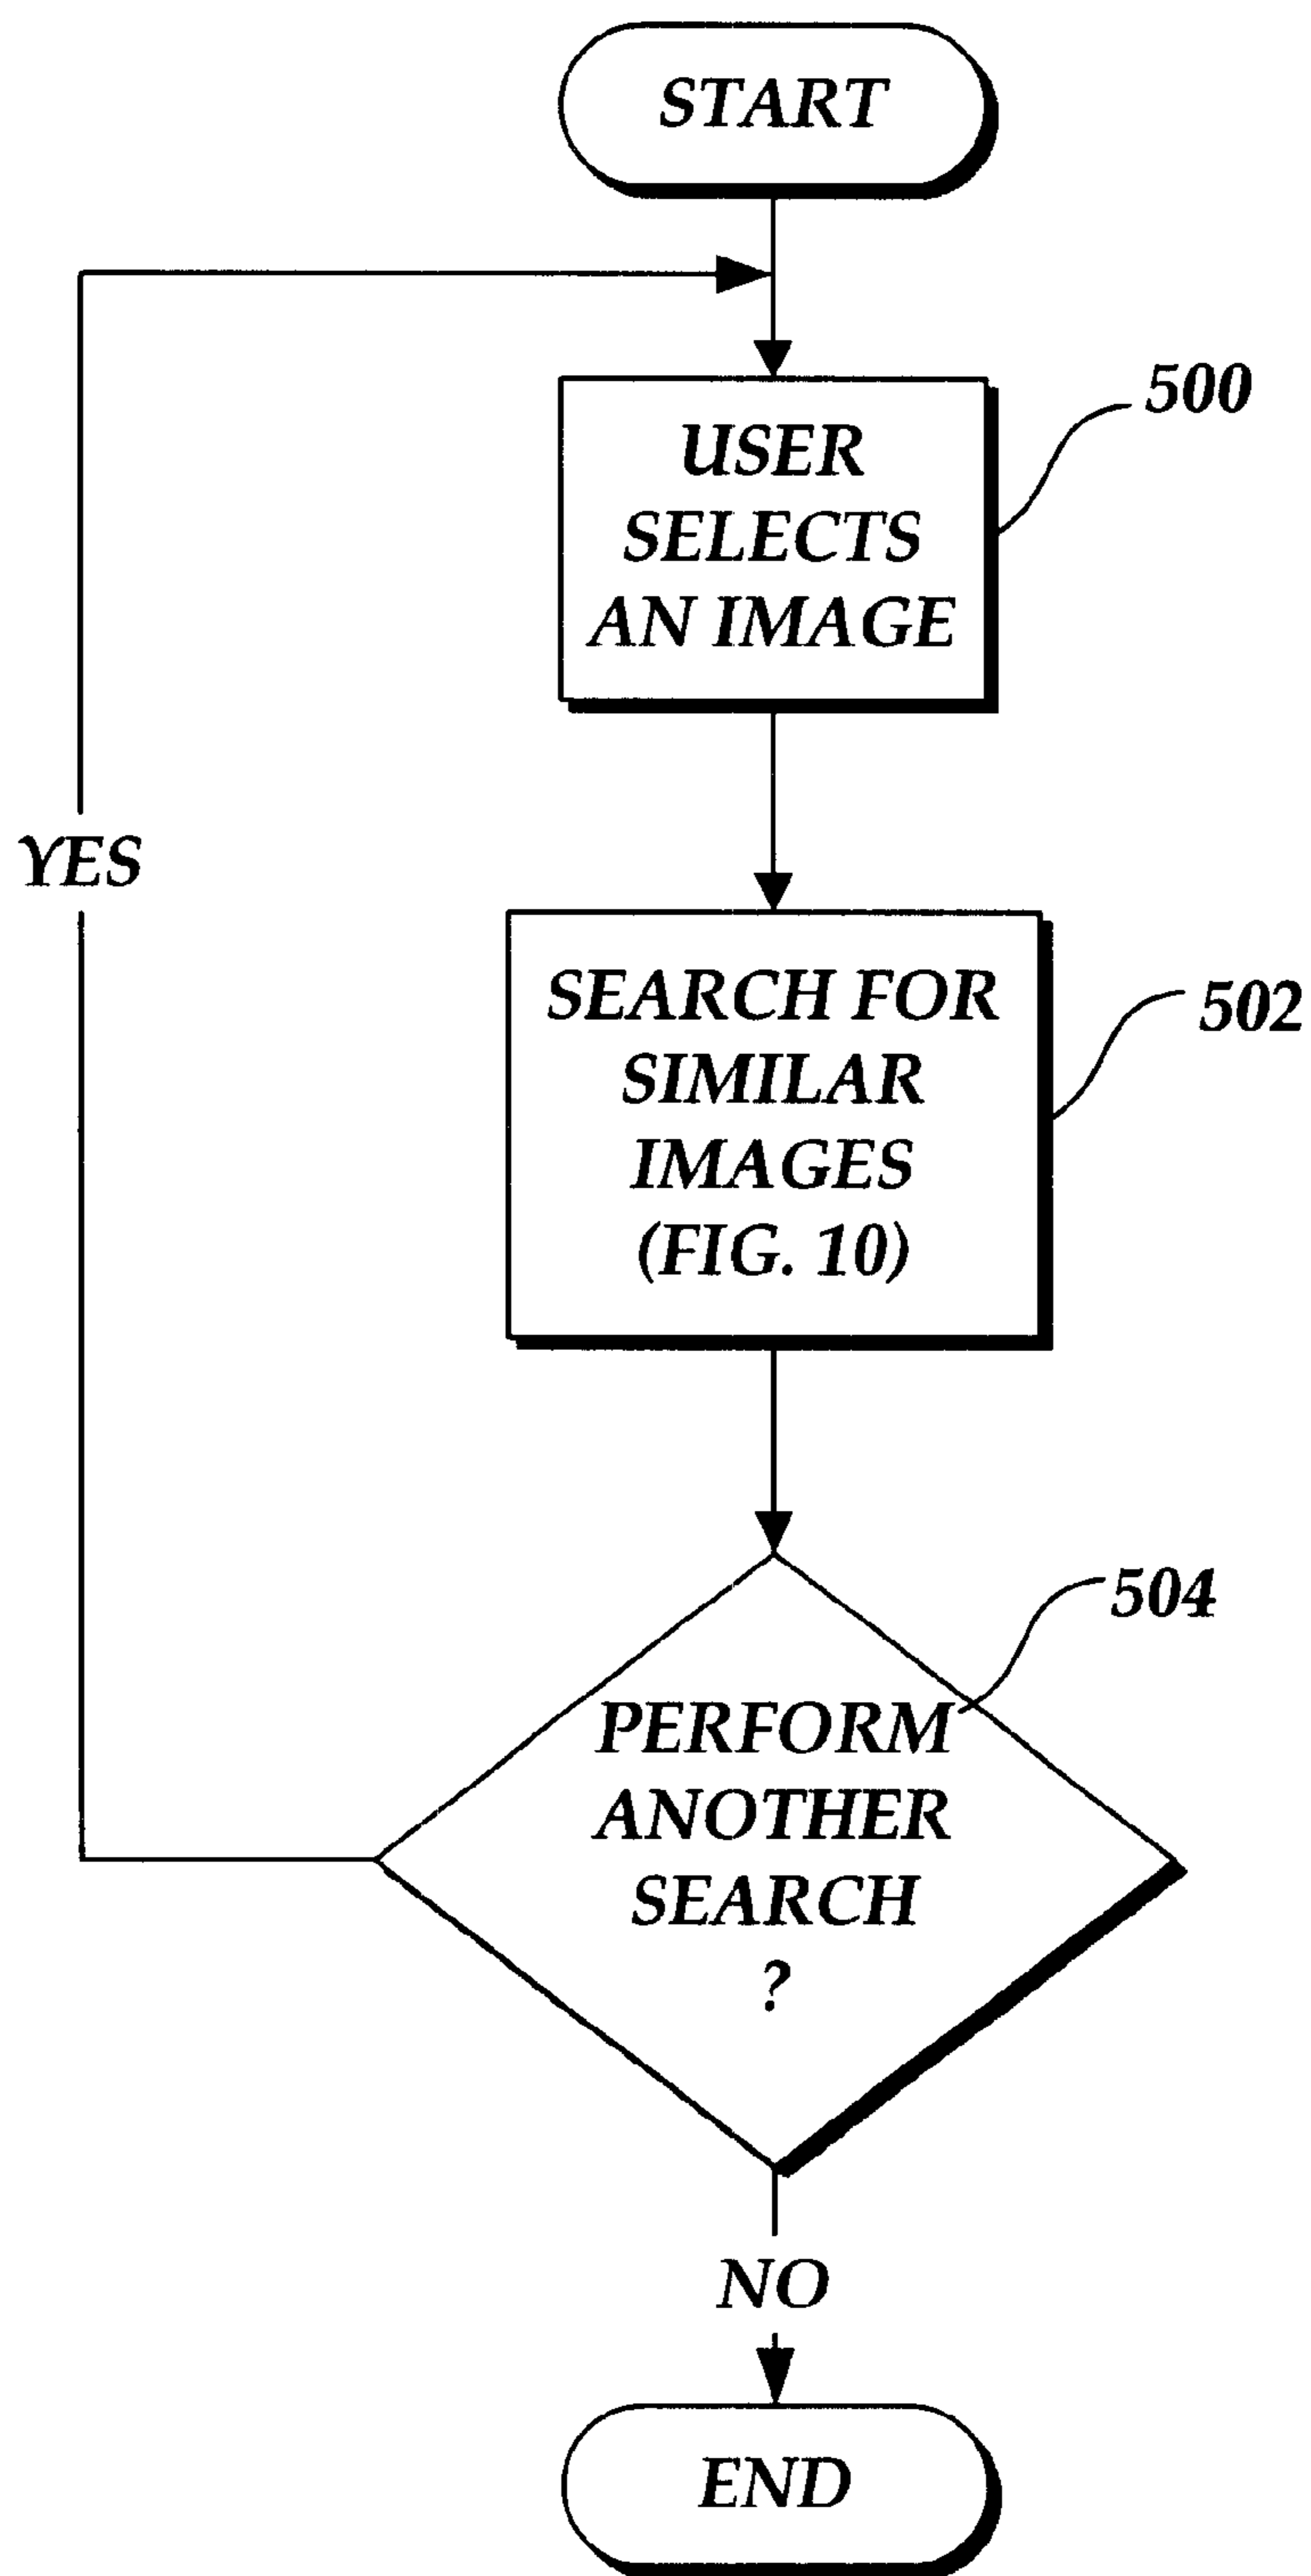 START
USER
SELECTS
AN IMAGE
500
SEARCH FOR
SIMILAR
IMAGES
(FIG. 10)
502
YES
PERFORM
ANOTHER
SEARCH
?
504
NO
END